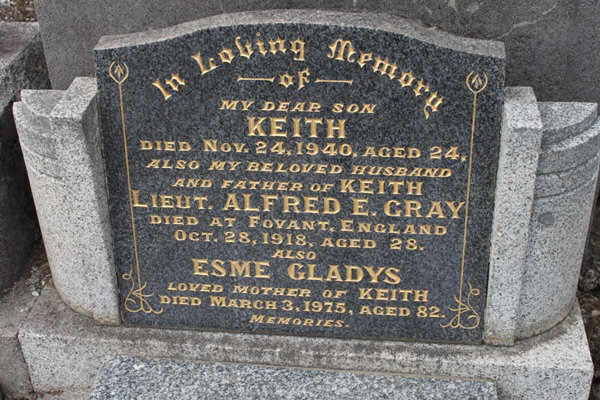 In Loving Memory
of
MY DEAR SON
KEITH
DIED NOV. 24, 1940, AGED 24,
ALSO MY BELOVED HUSBAND
AND FATHER OF KEITH
LIEUT. ALFRED E. GRAY
DIED AT FOVANT, ENGLAND
OCT. 28, 1918, AGED 28.
ALSO
ESME GLADYS
LOVED MOTHER OF KEITH
DIED MARCH 3, 1975, AGED 82.
MEMORIES.